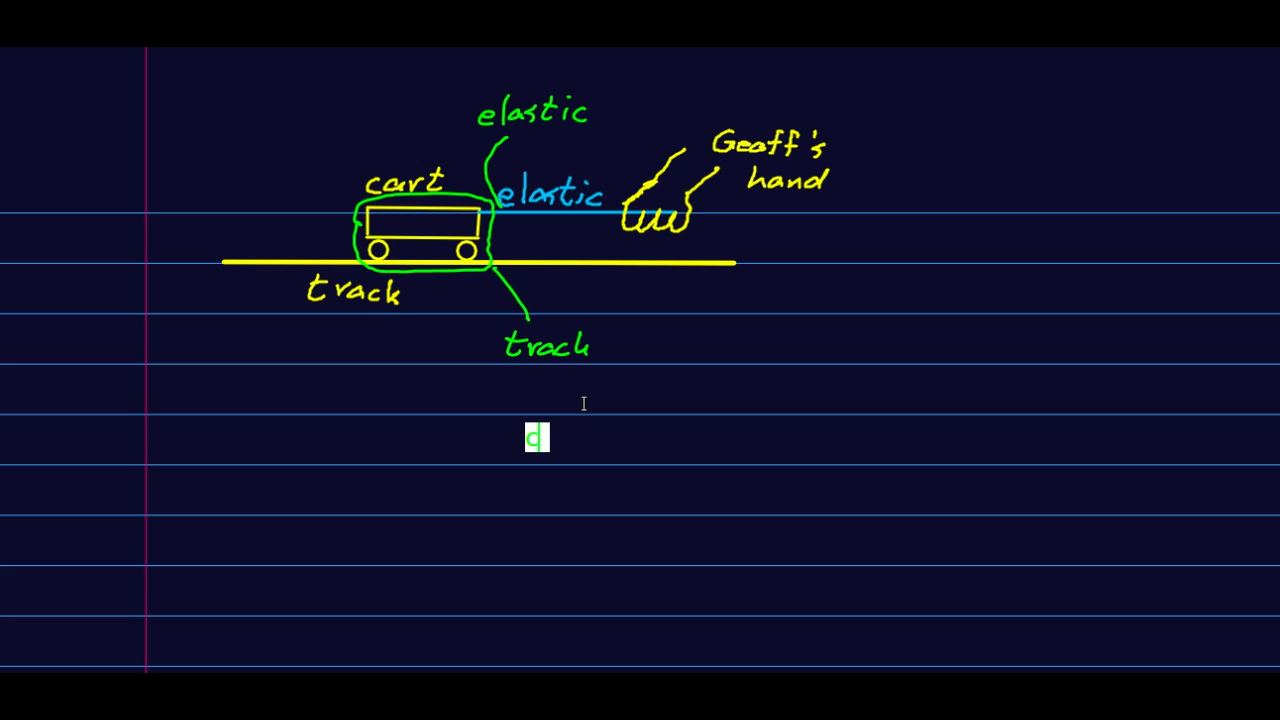 elastic
Geoff's
hand
cart
elastic
track
track
c